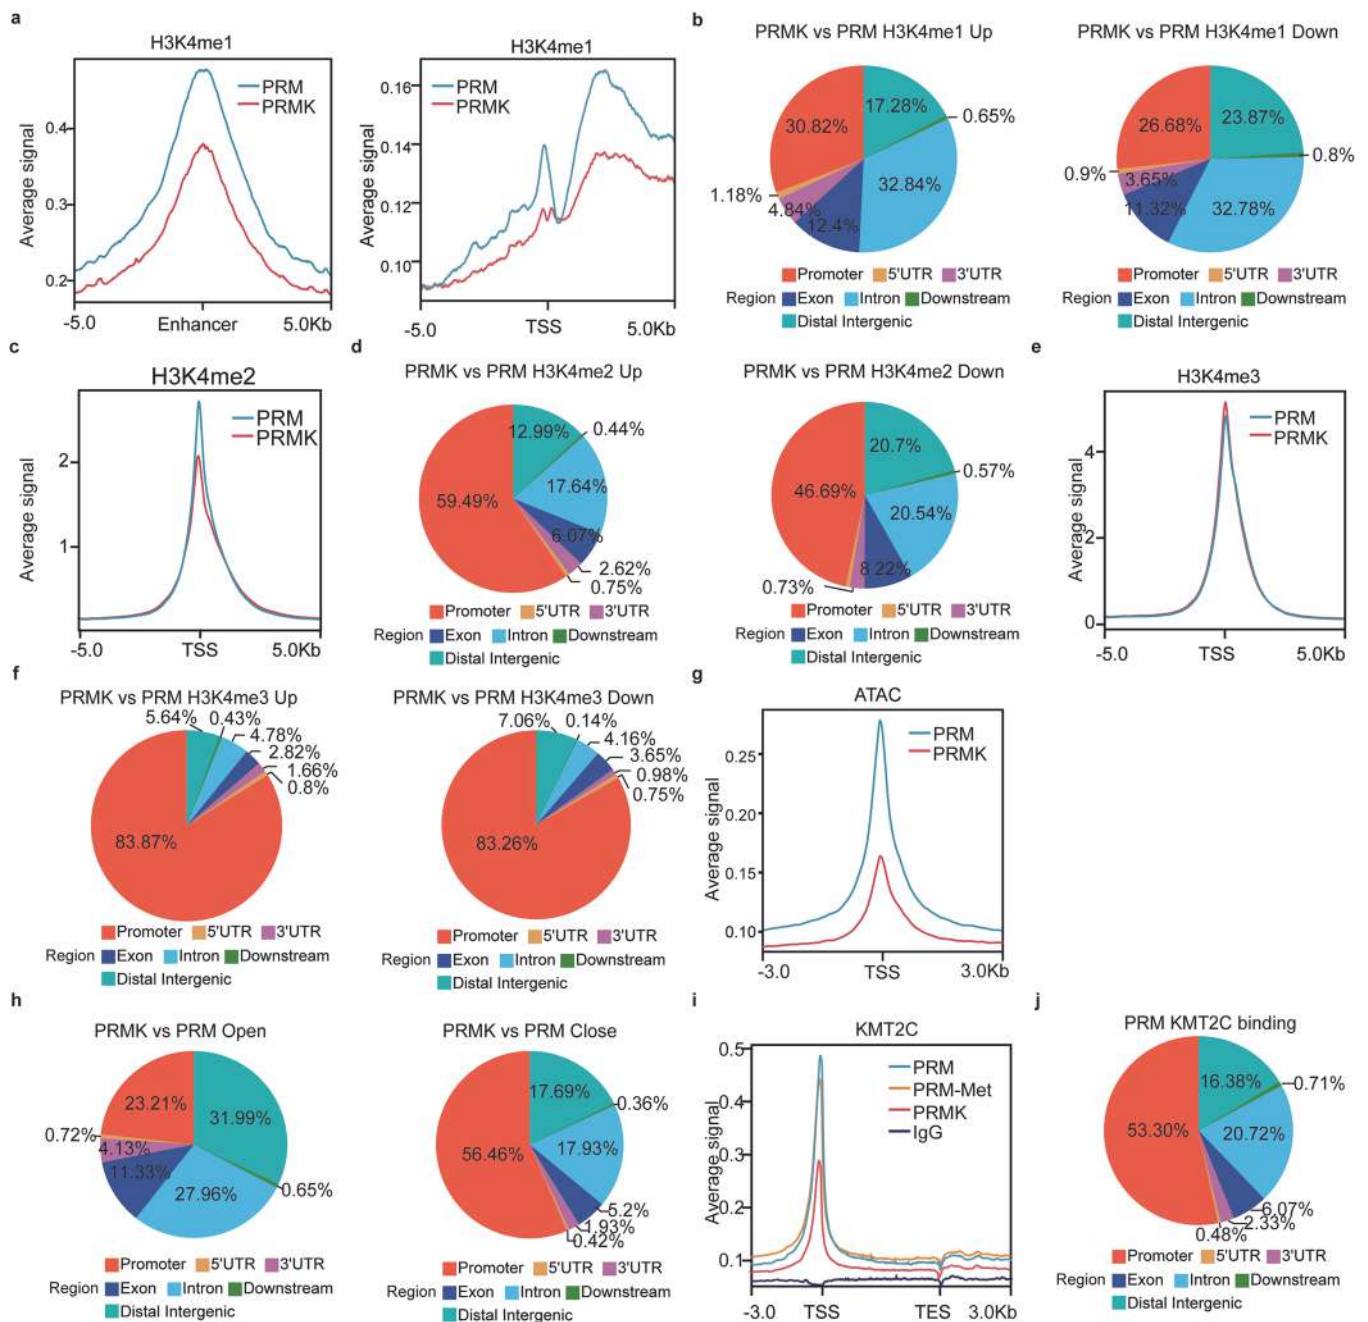 a
H3K4me1
Average signal
0.4
0.3
0.2
PRM
PRMK
-5.0 Enhancer 5.0Kb
H3K4me1
Average signal
0.16
0.14
0.12
0.10
PRM
PRMK
-5.0 TSS 5.0Kb
b
PRMK vs PRM H3K4me1 Up
17.28%
0.65%
30.82%
32.84%
1.18%
4.84%
12.4%
Promoter 5'UTR 3'UTR
Region Exon Intron Downstream
Distal Intergenic
PRMK vs PRM H3K4me1 Down
23.87%
26.68%
0.8%
0.9%
3.65%
11.32%
32.78%
Promoter 5'UTR 3'UTR
Region Exon Intron Downstream
Distal Intergenic
c
H3K4me2
Average signal
2
1
PRM
PRMK
-5.0 TSS 5.0Kb
d
PRMK vs PRM H3K4me2 Up
12.99%
0.44%
59.49%
17.64%
6.07%
2.62%
0.75%
Promoter 5'UTR 3'UTR
Region Exon Intron Downstream
Distal Intergenic
PRMK vs PRM H3K4me2 Down
20.7%
0.57%
46.69%
20.54%
8.22%
0.73%
Promoter 5'UTR 3'UTR
Region Exon Intron Downstream
Distal Intergenic
e
H3K4me3
Average signal
4
2
0
PRM
PRMK
-5.0 TSS 5.0Kb
f
PRMK vs PRM H3K4me3 Up
5.64% 0.43%
4.78%
2.82%
1.66%
0.8%
83.87%
Promoter 5'UTR 3'UTR
Region Exon Intron Downstream
Distal Intergenic
PRMK vs PRM H3K4me3 Down
7.06% 0.14%
4.16%
3.65%
0.98%
0.75%
83.26%
Promoter 5'UTR 3'UTR
Region Exon Intron Downstream
Distal Intergenic
g
ATAC
Average signal
0.25
0.20
0.15
0.10
PRM
PRMK
-3.0 TSS 3.0Kb
h
PRMK vs PRM Open
23.21%
31.99%
0.72%
4.13%
11.33%
27.96%
0.65%
Promoter 5'UTR 3'UTR
Region Exon Intron Downstream
Distal Intergenic
PRMK vs PRM Close
17.69%
0.36%
56.46%
17.93%
5.2%
1.93%
0.42%
Promoter 5'UTR 3'UTR
Region Exon Intron Downstream
Distal Intergenic
i
KMT2C
Average signal
0.5
0.4
0.3
0.2
0.1
PRM
PRM-Met
PRMK
IgG
-3.0 TSS TES 3.0Kb
j
PRM KMT2C binding
16.38%
0.71%
53.30%
20.72%
6.07%
2.33%
0.48%
Promoter 5'UTR 3'UTR
Region Exon Intron Downstream
Distal Intergenic